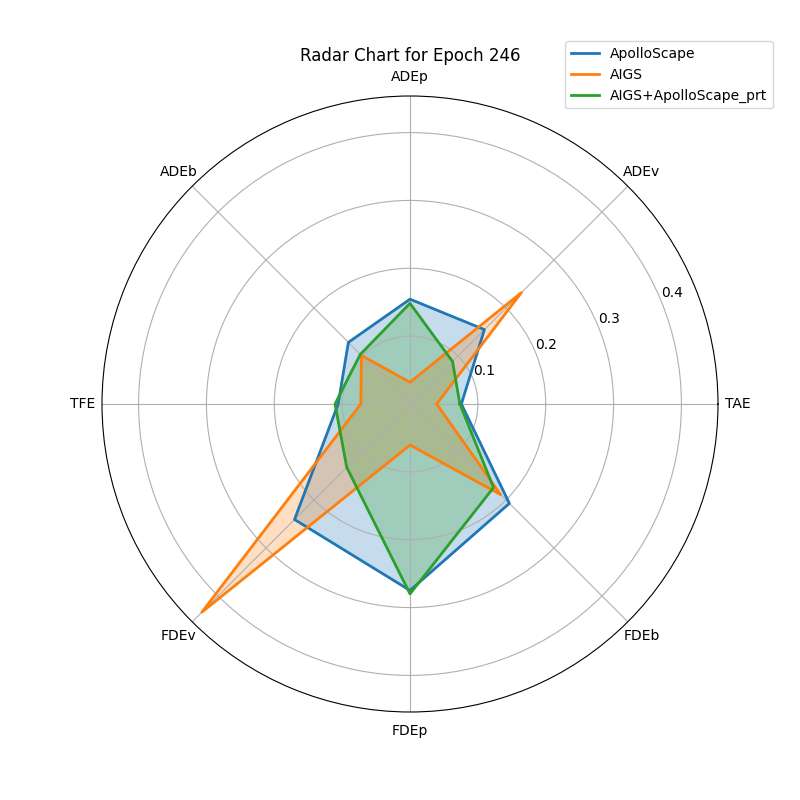 Radar Chart for Epoch 246
ApolloScape
AIGS
AIGS+ApolloScape_prt
ADEp
ADEb
ADEv
0.4
0.3
0.2
0.1
TFE
TAE
FDEv
FDEb
FDEp